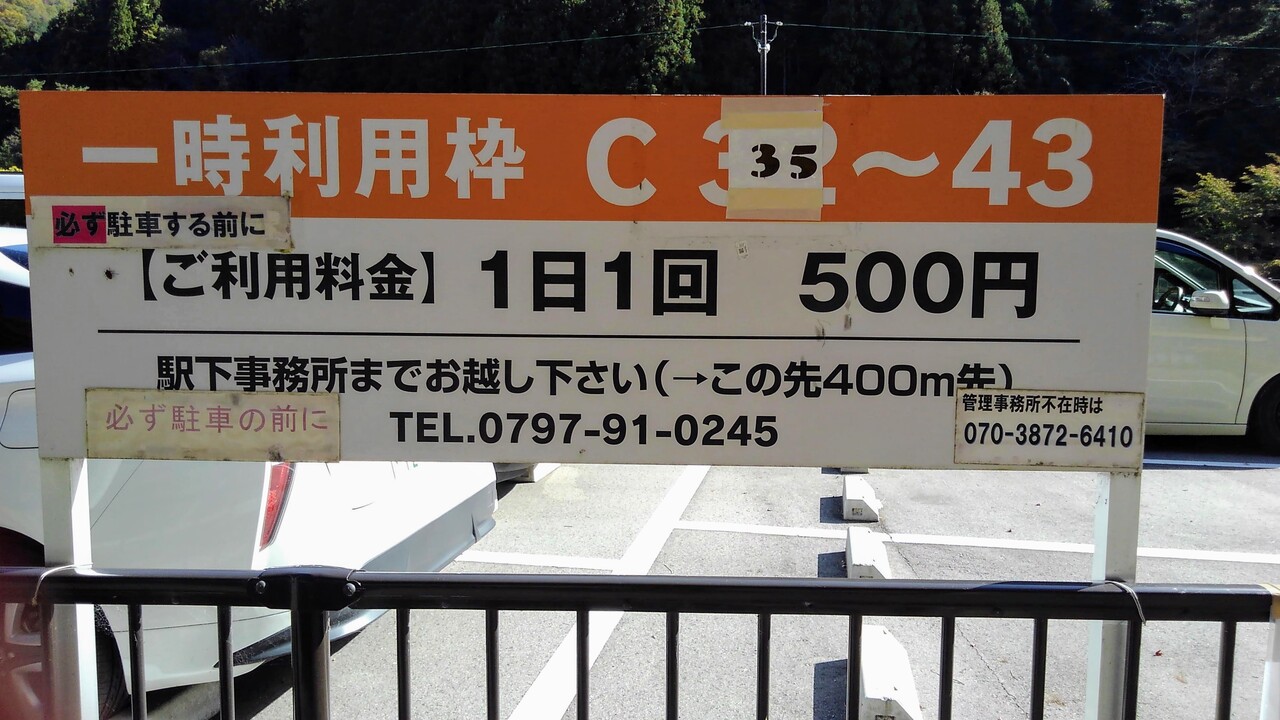 一時利用枠 C 35～43
必ず駐車する前に
【ご利用料金】 1日1回 500円
駅下事務所までお越し下さい（→この先400m先）
必ず駐車の前に
TEL.0797-91-0245
管理事務所不在時は
070-3872-6410